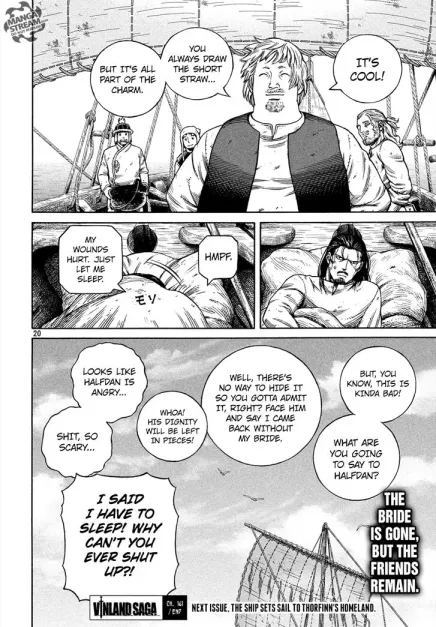 MANGA
STREAM
IT'S
COOL!
YOU
ALWAYS DRAW
THE SHORT
STRAW...
BUT IT'S ALL
PART OF THE
CHARM.
HMPF.
MY
WOUNDS
HURT. JUST
LET ME
SLEEP.
モソ
20
BUT, YOU
KNOW, THIS IS
KINDA BAD!
WHAT ARE
YOU GOING
TO SAY TO
HALFDAN?
WELL, THERE'S
NO WAY TO HIDE IT
SO YOU GOTTA ADMIT
IT, RIGHT? FACE HIM
AND SAY I CAME
BACK WITHOUT
MY BRIDE.
WHOA!
HIS DIGNITY
WILL BE LEFT
IN PIECES!
LOOKS LIKE
HALFDAN IS
ANGRY...
SHIT, SO
SCARY...
I SAID
I HAVE TO
SLEEP! WHY
CAN'T YOU
EVER SHUT
UP?!
THE
BRIDE
IS GONE,
BUT THE
FRIENDS
REMAIN.
VINLAND SAGA
CH. 141
/END
NEXT ISSUE, THE SHIP SETS SAIL TO THORFINN'S HOMELAND.